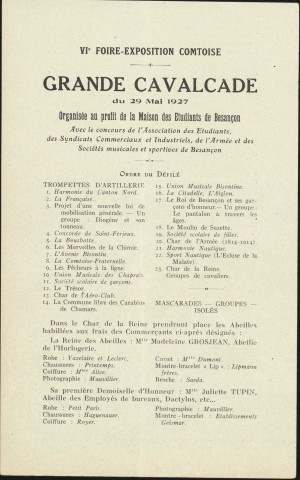 VIe FOIRE-EXPOSITION COMTOISE
GRANDE CAVALCADE
du 29 Mai 1927
Organisée au profit de la Maison des Etudiants de Besançon
Avec le concours de l'Association des Etudiants,
des Syndicats Commerciaux et Industriels, de l'Armée et des
Sociétés musicales et sportives de Besançon
ORDRE DU DÉFILÉ
TROMPETTES D'ARTILLERIE
1. Harmonie du Canton Nord.
2. La Française.
3. Projet d'une nouvelle loi de
mobilisation générale. — Un
groupe : Diogène et son
tonneau.
4. Concorde de Saint-Ferjeux.
5. La Bousbotte.
6. Les Merveilles de la Chimie.
7. L'Avenir Bisontin.
8. La Comtoise-Fraternelle.
9. Les Pêcheurs à la ligne.
10. Union Musicale des Chaprais.
11. Société scolaire de garçons.
12. Le Trésor
13. Char de l'Aéro-Club.
14. La Commune libre des Carabins
de Chamars.
15. Union Musicale Bisontine.
16. La Citadelle, L'Aiglon.
17. Le Roi de Besançon et ses gar-
çons d'honneur. — Un groupe :
Le pantalon à travers les
âges.
18. Le Moulin de Suzette.
19. Société scolaire de filles.
20. Char de l'Armée (1814-1914).
21. Harmonie Nautique.
22. Sport Nautique (L'Ecluse de la
Malate)
23. Char de la Reine.
Groupes de cavaliers.
MASCARADES — GROUPES —
ISOLÉS
Dans le Char de la Reine prendront place les Abeilles
habillées aux frais des Commerçants ci-après désignés :
La Reine des Abeilles : Mlle Madeleine GROSJEAN, Abeille
de l'Horlogerie.
Robe : Vazelaire et Leclerc.
Chaussures : Printemps.
Coiffure : Mme Alice.
Photographie : Mauvillier.
Corset : Mme Dumont.
Montre-bracelet « Lip » : Lipmann
frères.
Broche : Sarda.
Sa première Demoiselle d'Honneur : Mlle Juliette TUPIN,
Abeille des Employés de bureaux, Dactylos, etc...
Robe : Petit Paris.
Chaussures : Haguenauer.
Coiffure : Royer.
Photographie : Mauvillier.
Montre-bracelet : Etablissements
Geismar.